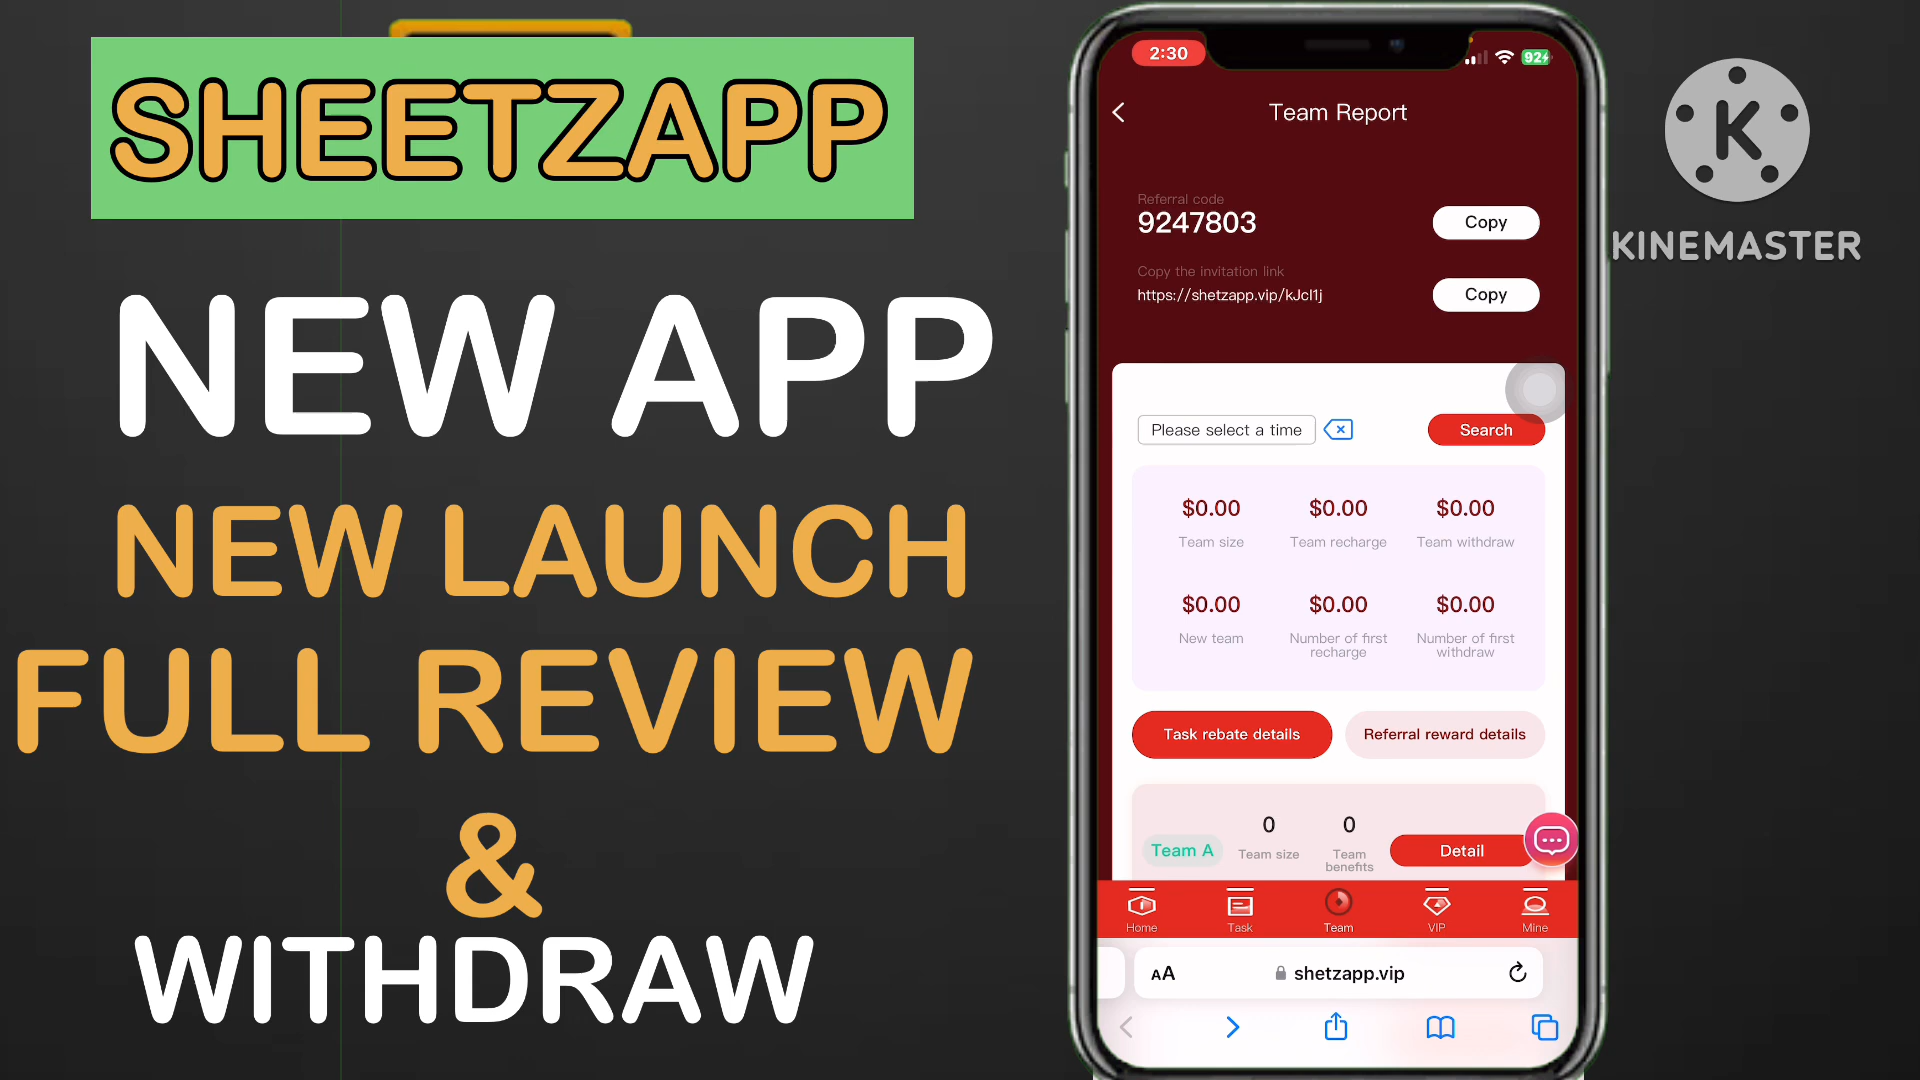 SHEETZAPP
NEW APP
NEW LAUNCH
FULL REVIEW
&
WITHDRAW
2:30
92
Team Report
Referral code
9247803
Copy
Copy the invitation link
https://shetzapp.vip/kJcI1j
Copy
Please select a time
Search
$0.00 $0.00 $0.00
Team size Team recharge Team withdraw
$0.00 $0.00 $0.00
New team Number of first recharge Number of first withdraw
Task rebate details Referral reward details
0 0
Team A Team size Team benefits Detail
Home Task Team VIP Mine
AA shetzapp.vip
K
KINEMASTER